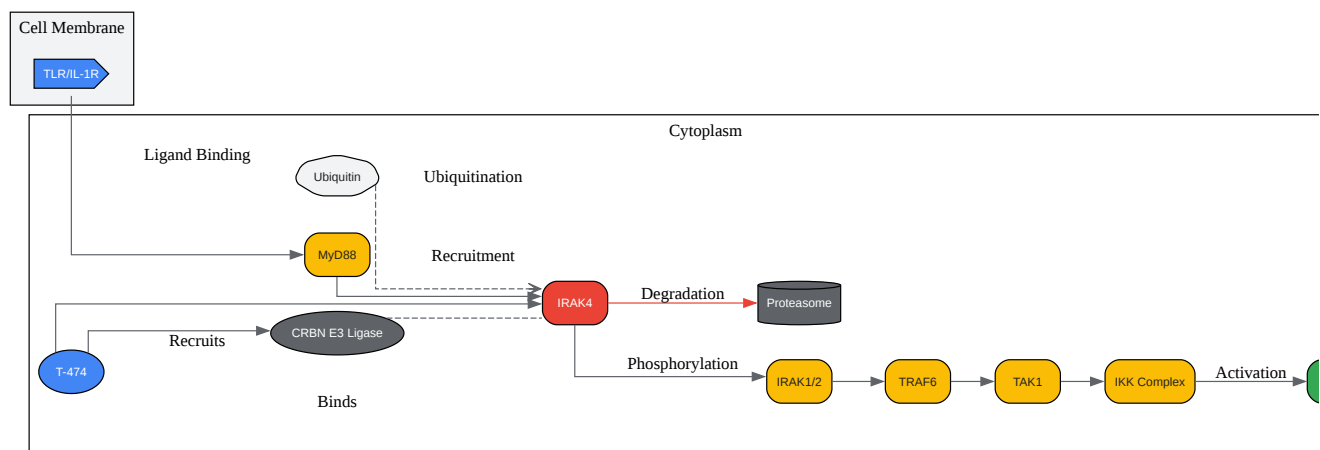 Cell Membrane
TLR/IL-1R
Cytoplasm
Ligand Binding
Ubiquitin
Ubiquitination
MyD88
Recruitment
IRAK4
Degradation
Proteasome
Recruits
CRBN E3 Ligase
T-474
Phosphorylation
IRAK1/2
TRAF6
TAK1
IKK Complex
Activation
Binds